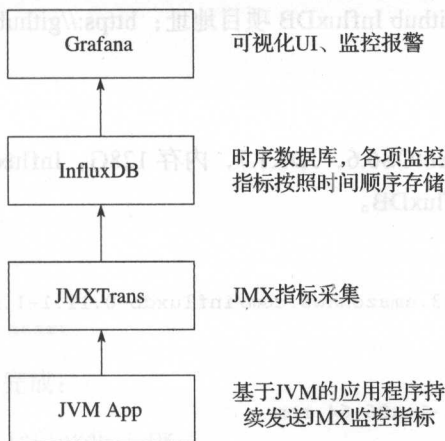 Grafana
可视化UI、监控报警
InfluxDB
时序数据库，各项监控
指标按照时间顺序存储
JMXTrans
JMX指标采集
JVM App
基于JVM的应用程序持
续发送JMX监控指标